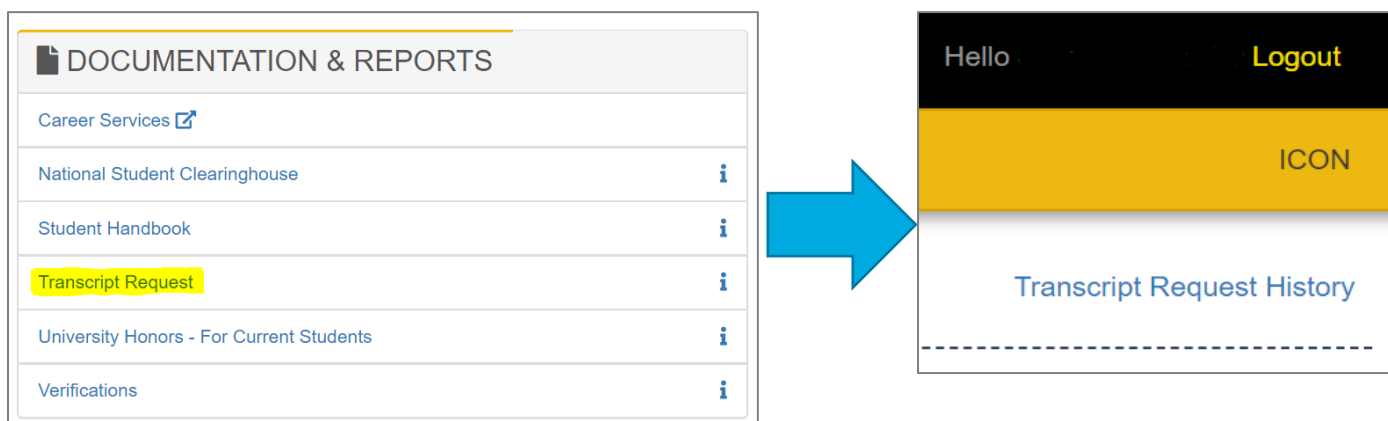 DOCUMENTATION & REPORTS
Career Services
National Student Clearinghouse
Student Handbook
Transcript Request
University Honors - For Current Students
Verifications
Hello
Logout
ICON
Transcript Request History